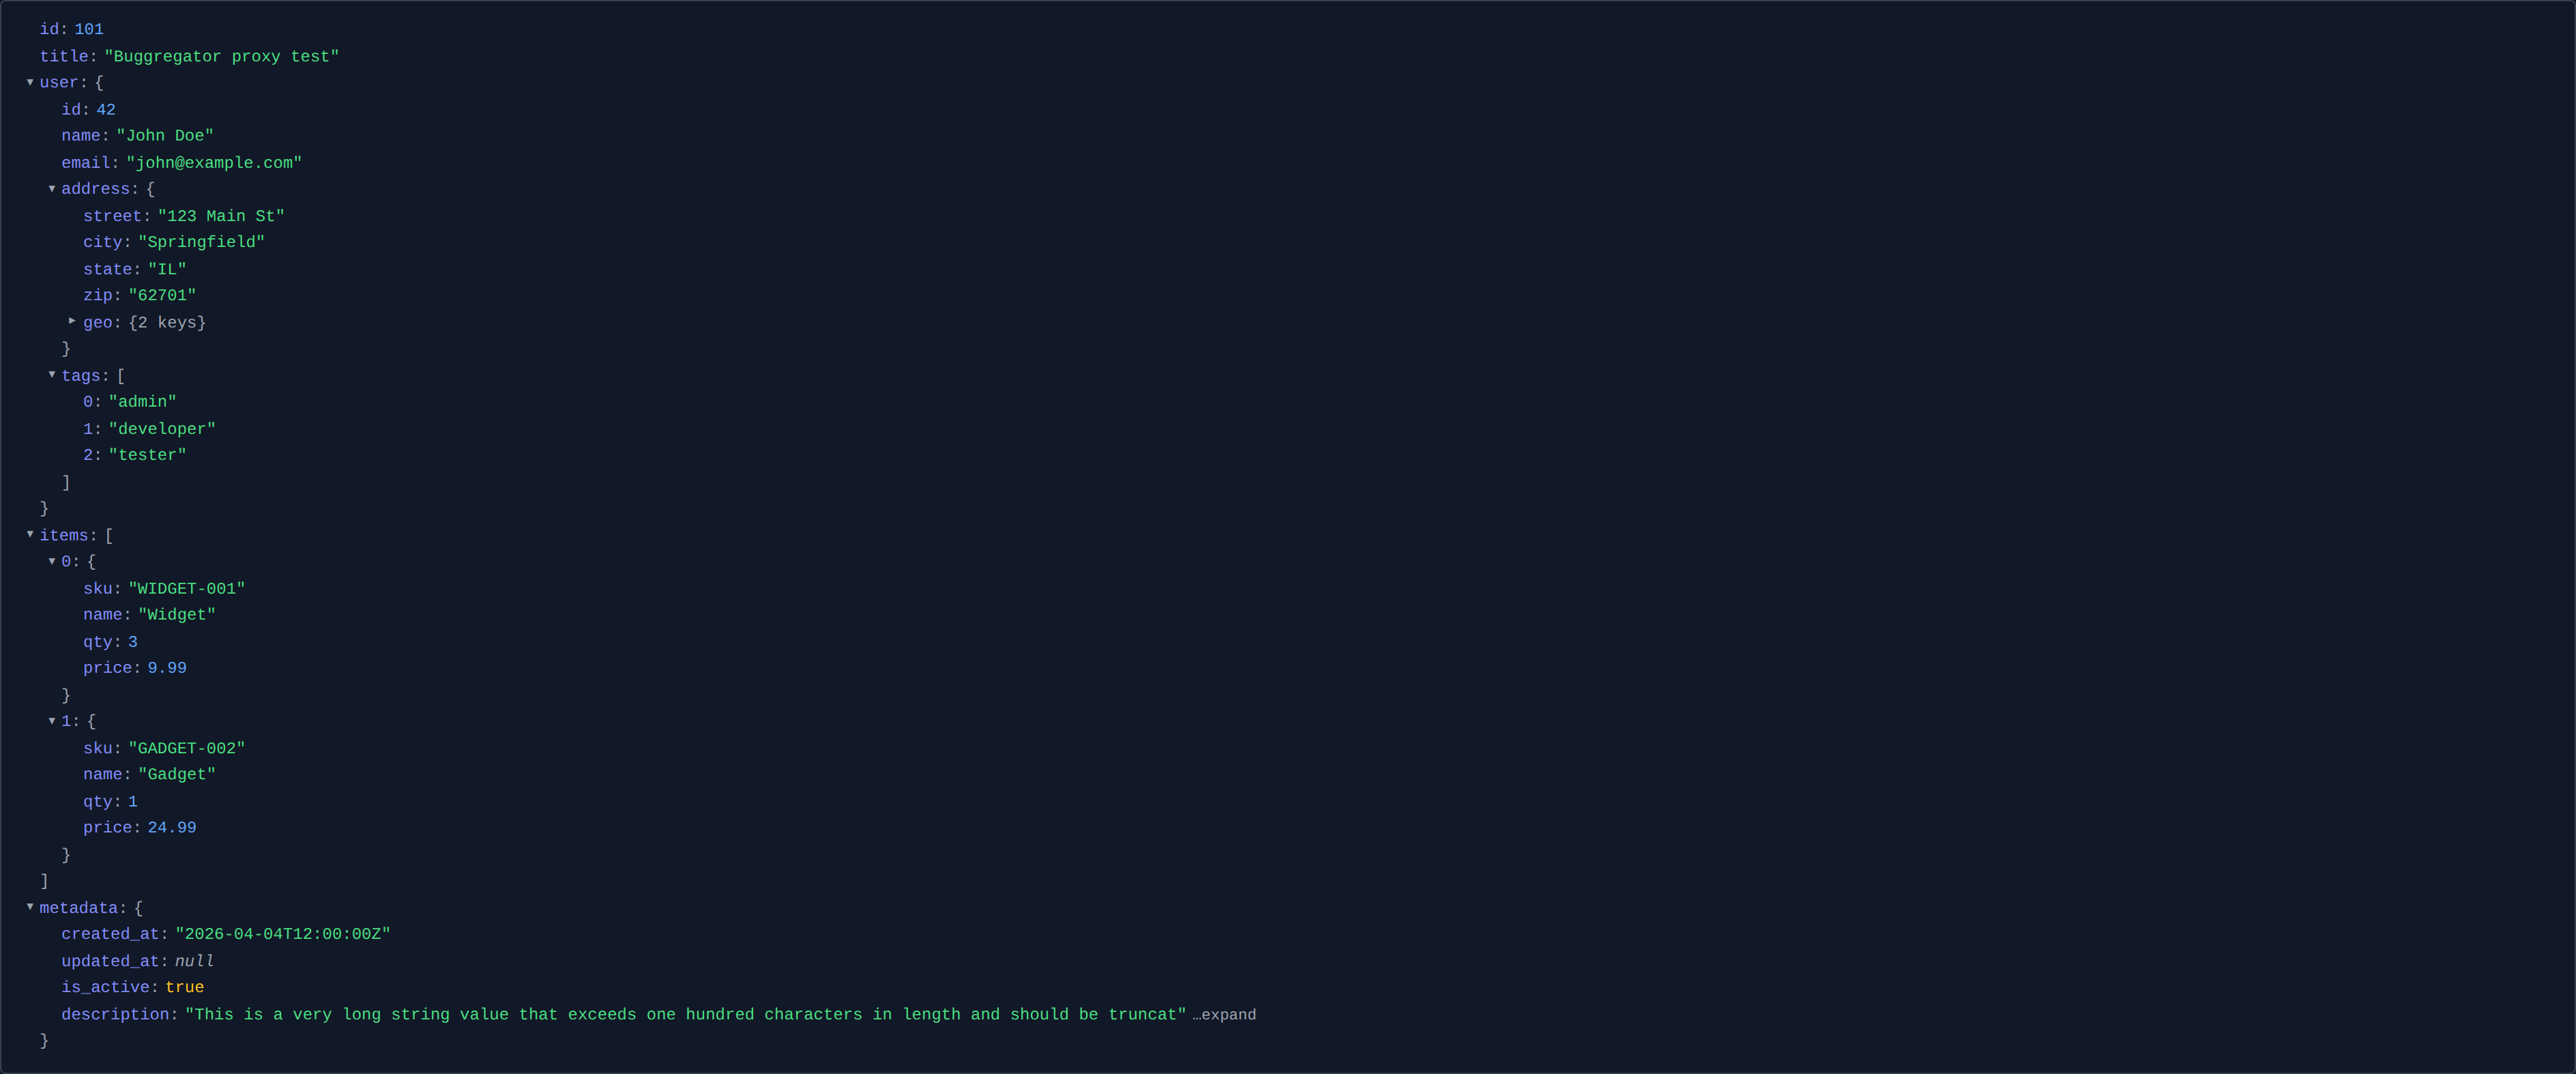 id: 101
title: "Buggregator proxy test"
▼ user: {
id: 42
name: "John Doe"
email: "john@example.com"
▼ address: {
street: "123 Main St"
city: "Springfield"
state: "IL"
zip: "62701"
▶ geo: {2 keys}
}
▼ tags: [
0: "admin"
1: "developer"
2: "tester"
]
}
▼ items: [
▼ 0: {
sku: "WIDGET-001"
name: "Widget"
qty: 3
price: 9.99
}
▼ 1: {
sku: "GADGET-002"
name: "Gadget"
qty: 1
price: 24.99
}
]
▼ metadata: {
created_at: "2026-04-04T12:00:00Z"
updated_at: null
is_active: true
description: "This is a very long string value that exceeds one hundred characters in length and should be truncat" …expand
}